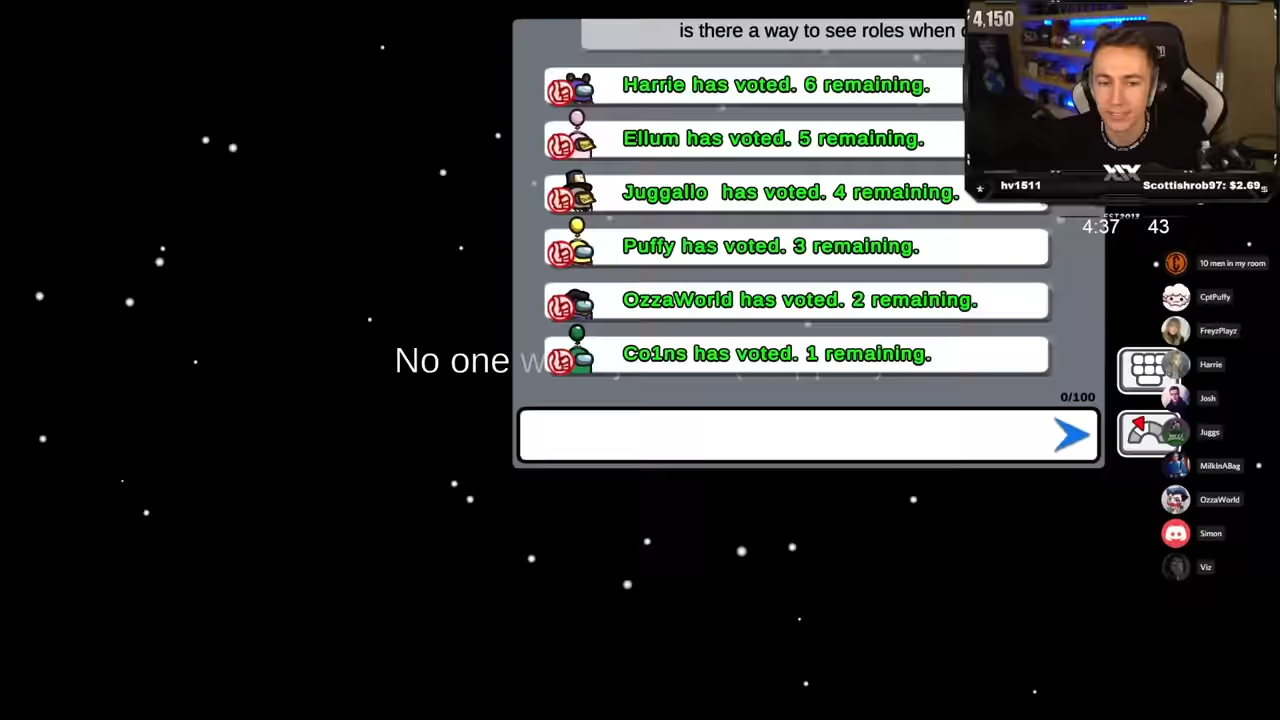 is there a way to see roles when
4,150
Harrie has voted. 6 remaining.
Ellum has voted. 5 remaining.
Juggallo has voted. 4 remaining.
hv1511
Scottishrob97: $2.69
EST2013
4:37 43
Puffy has voted. 3 remaining.
10 men in my room
CptPuffy
OzzaWorld has voted. 2 remaining.
FreyzPlayz
No one
Co1ns has voted. 1 remaining.
Harrie
0/100
Josh
Juggs
MilkInABag
OzzaWorld
Simon
Viz